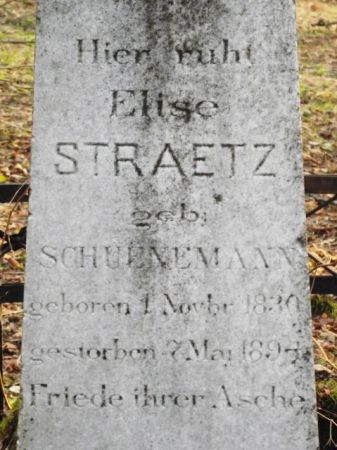 Hier ruht
Elise
STRAETZ
geb:
SCHUENEMANN
geboren 1 Novbr 1830
gestorben 7 Mai
Friede ihrer Asche